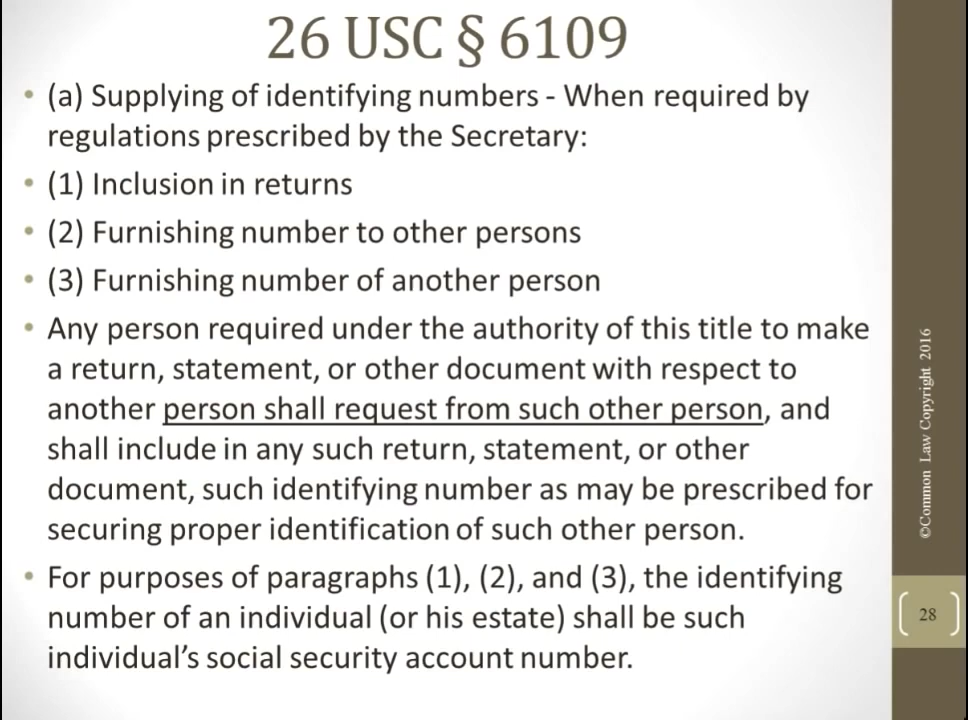 26 USC § 6109
• (a) Supplying of identifying numbers - When required by
regulations prescribed by the Secretary:
• (1) Inclusion in returns
• (2) Furnishing number to other persons
• (3) Furnishing number of another person
• Any person required under the authority of this title to make
a return, statement, or other document with respect to
another person shall request from such other person, and
shall include in any such return, statement, or other
document, such identifying number as may be prescribed for
securing proper identification of such other person.
• For purposes of paragraphs (1), (2), and (3), the identifying
number of an individual (or his estate) shall be such
individual’s social security account number.
©Common Law Copyright 2016
28